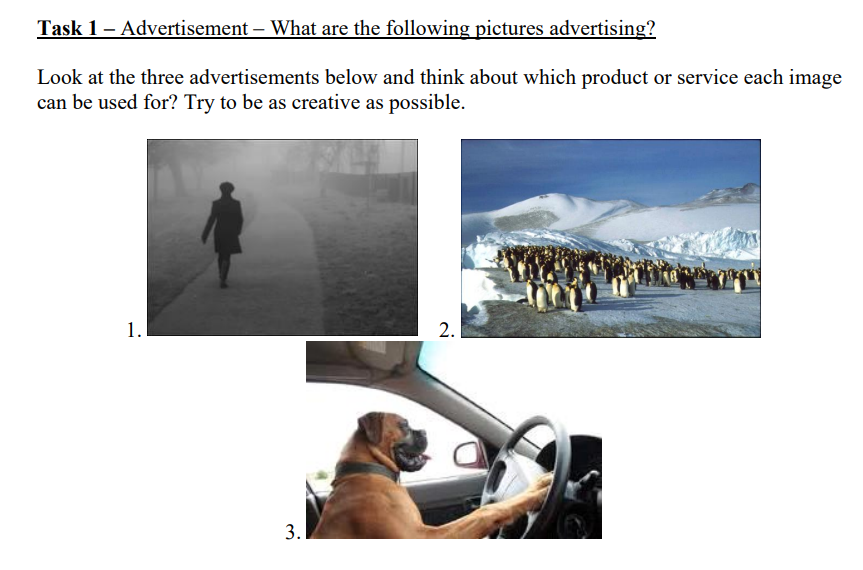 Task 1 – Advertisement – What are the following pictures advertising?
Look at the three advertisements below and think about which product or service each image
can be used for? Try to be as creative as possible.
1.
2.
3.